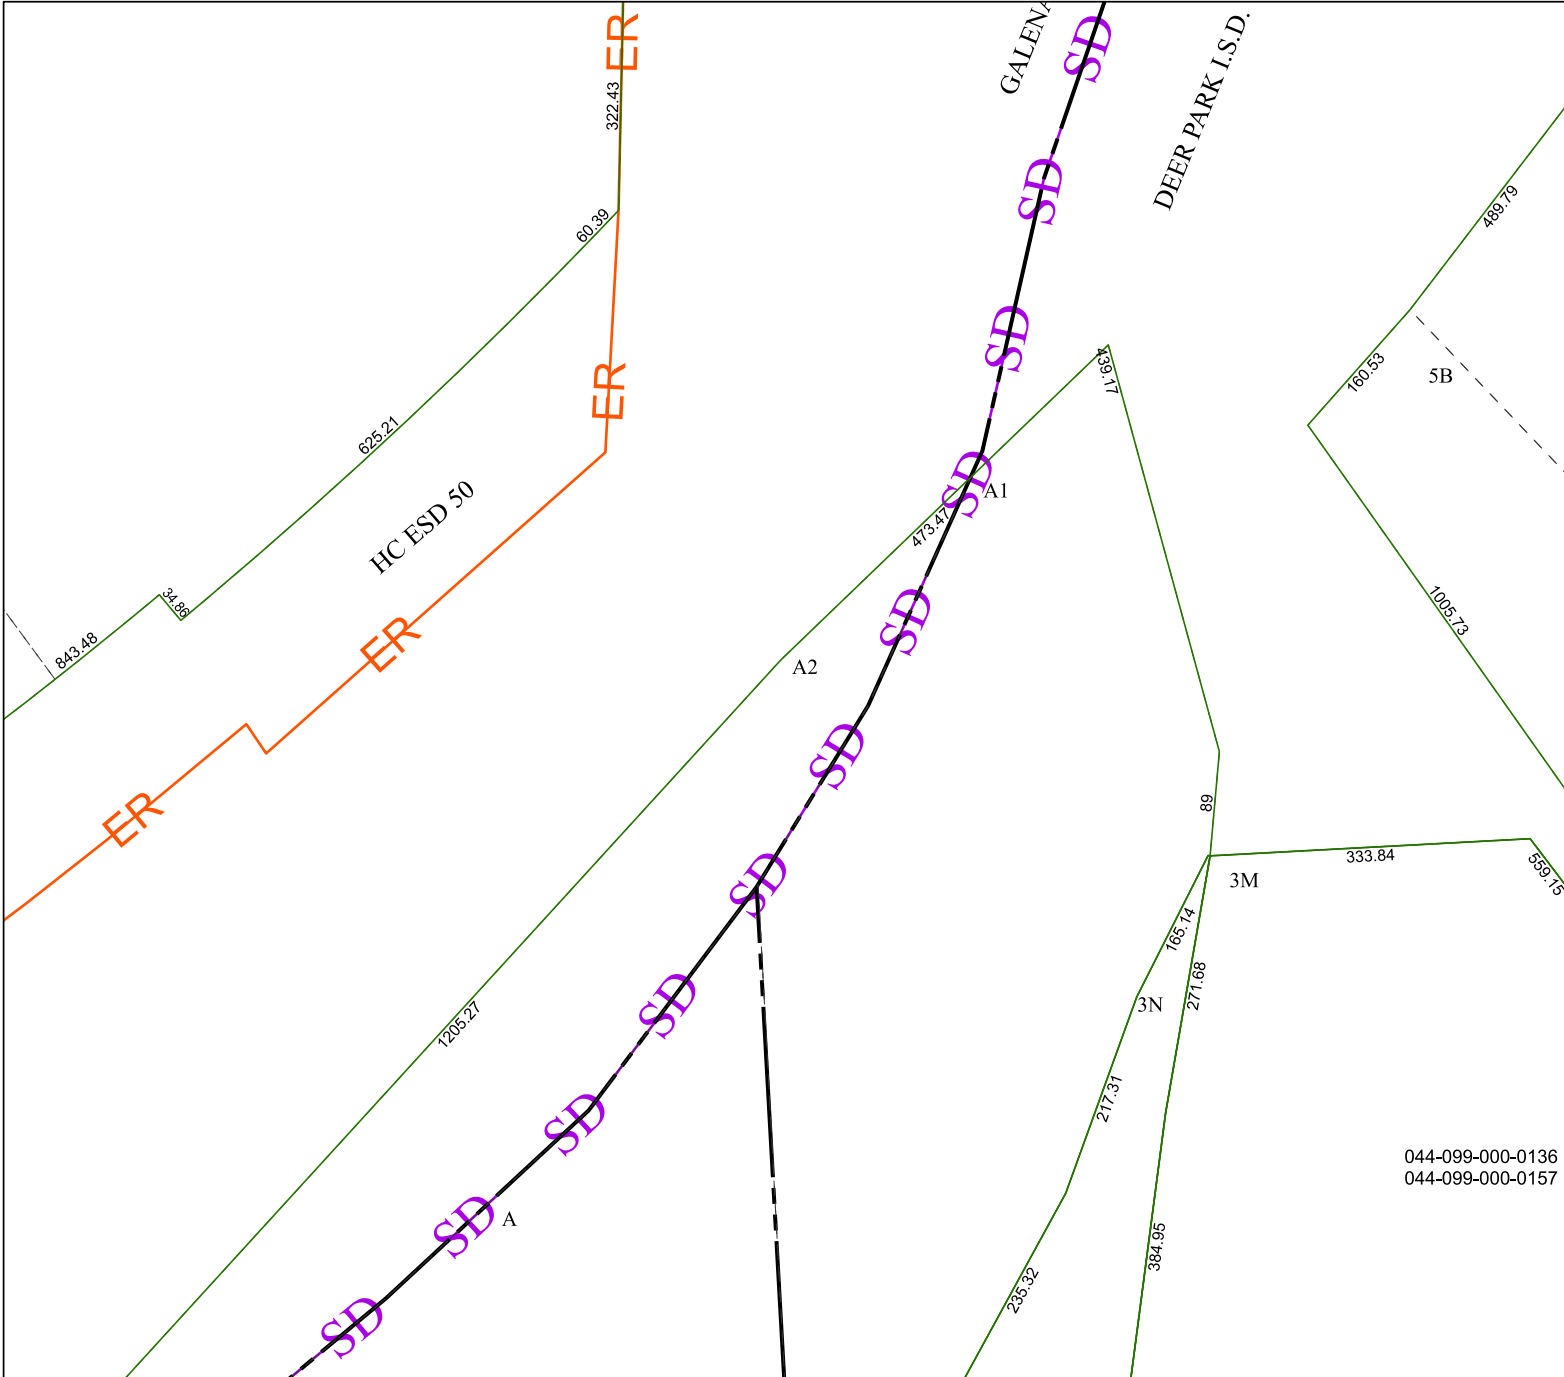 ER
322.43
60.39
625.21
ER
HC ESD 50
34.86
843.48
ER
ER
GALENA
SD
DEER PARK I.S.D.
SD
SD
439.17
473.47
SD
A1
SD
A2
SD
SD
SD
1205.27
SD
SD
A
SD
489.79
160.53
5B
1005.73
89
333.84
559.15
3M
165.14
271.68
3N
217.31
384.95
235.32
044-099-000-0136
044-099-000-0157